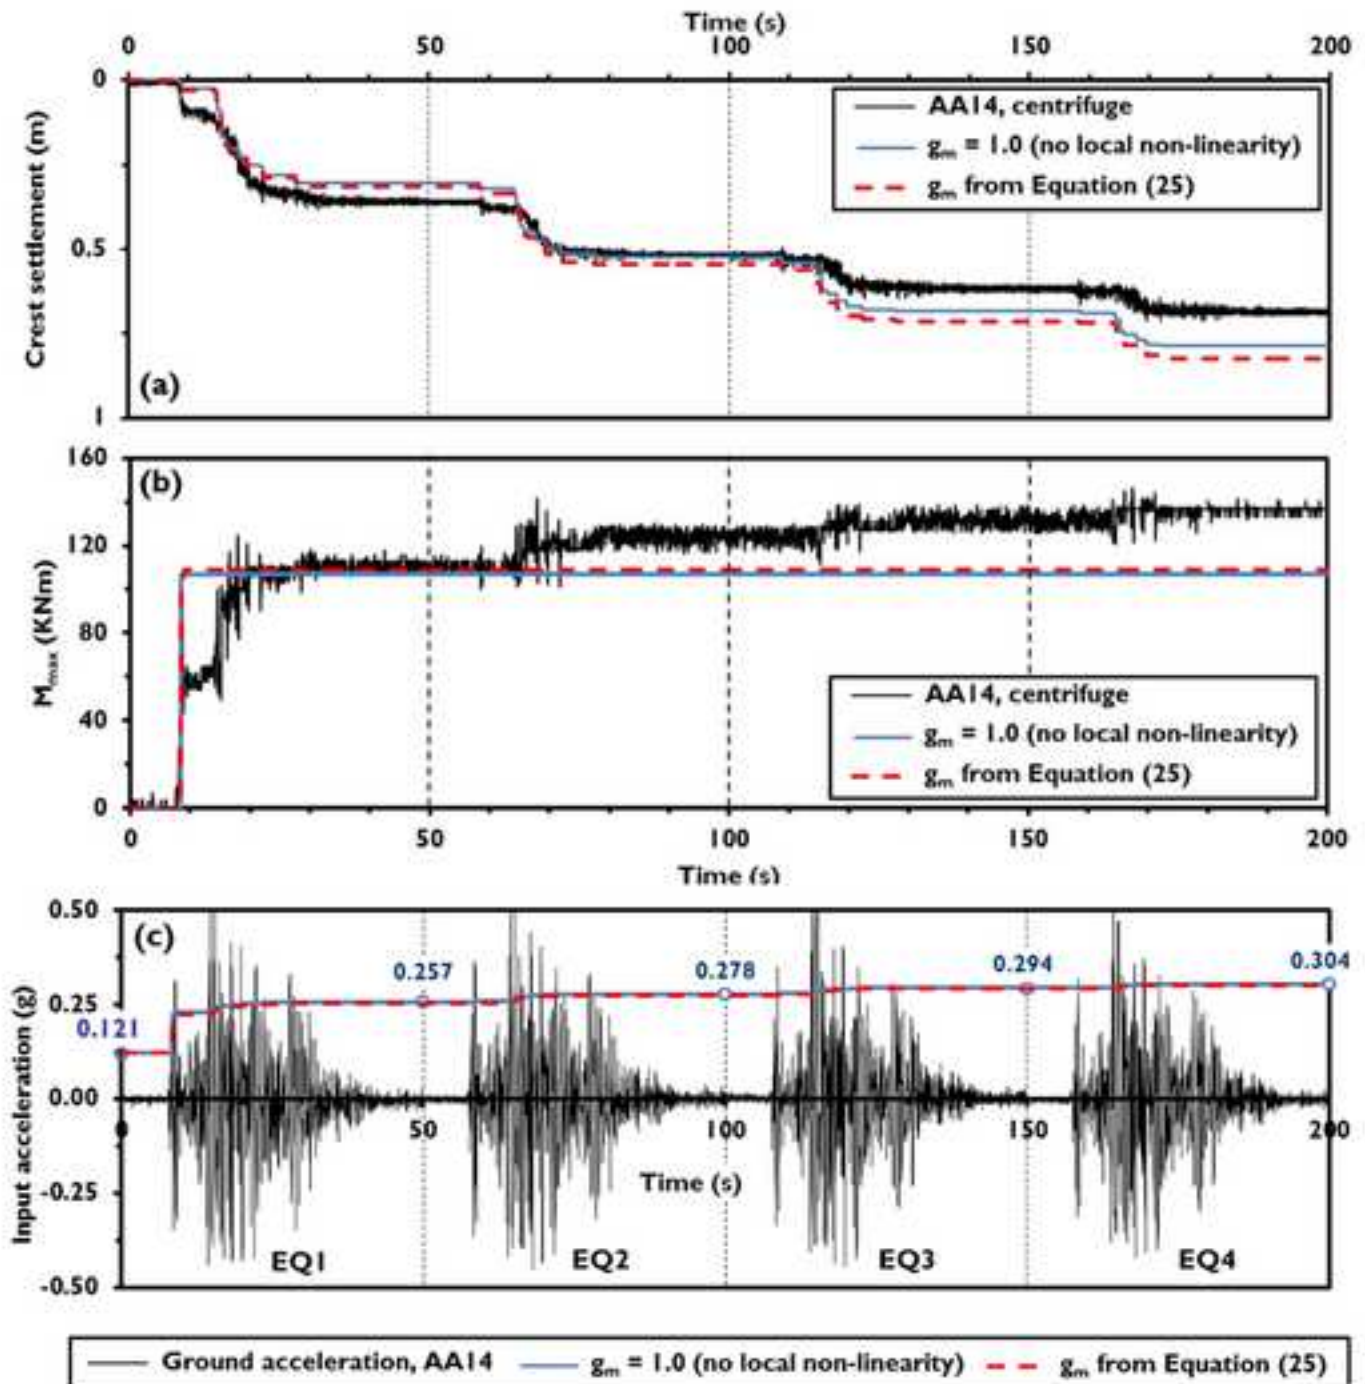 Time (s)
0 50 100 150 200
0
0.5
1
Crest settlement (m)
AA14, centrifuge
gm = 1.0 (no local non-linearity)
gm from Equation (25)
(a)
160
120
80
40
0
Mmax (KNm)
(b)
AA14, centrifuge
gm = 1.0 (no local non-linearity)
gm from Equation (25)
0 50 100 150 200
Time (s)
0.50
0.25
0.00
-0.25
-0.50
Input acceleration (g)
(c)
0.121
0.257
0.278
0.294
0.304
0 50 100 150 200
Time (s)
EQ1 EQ2 EQ3 EQ4
Ground acceleration, AA14 gm = 1.0 (no local non-linearity) gm from Equation (25)